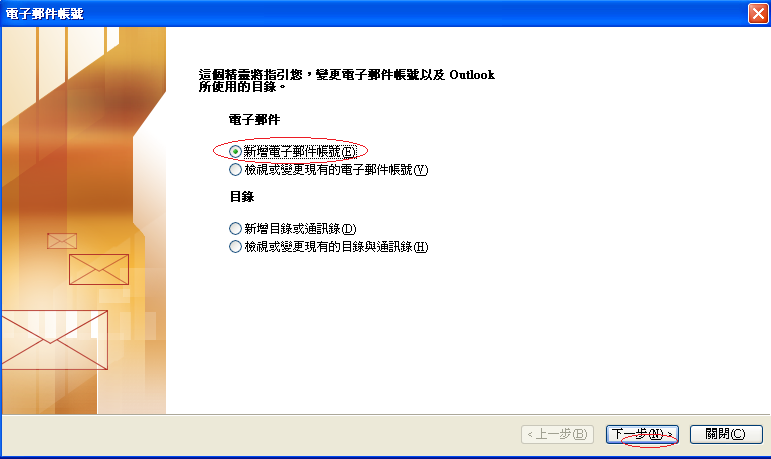 電子郵件帳號
這個精靈將指引您，變更電子郵件帳號以及 Outlook
所使用的目錄。
電子郵件
新增電子郵件帳號(E)
檢視或變更現有的電子郵件帳號(V)
目錄
新增目錄或通訊錄(D)
檢視或變更現有的目錄與通訊錄(H)
< 上一步(B) 下一步(N) > 關閉(C)